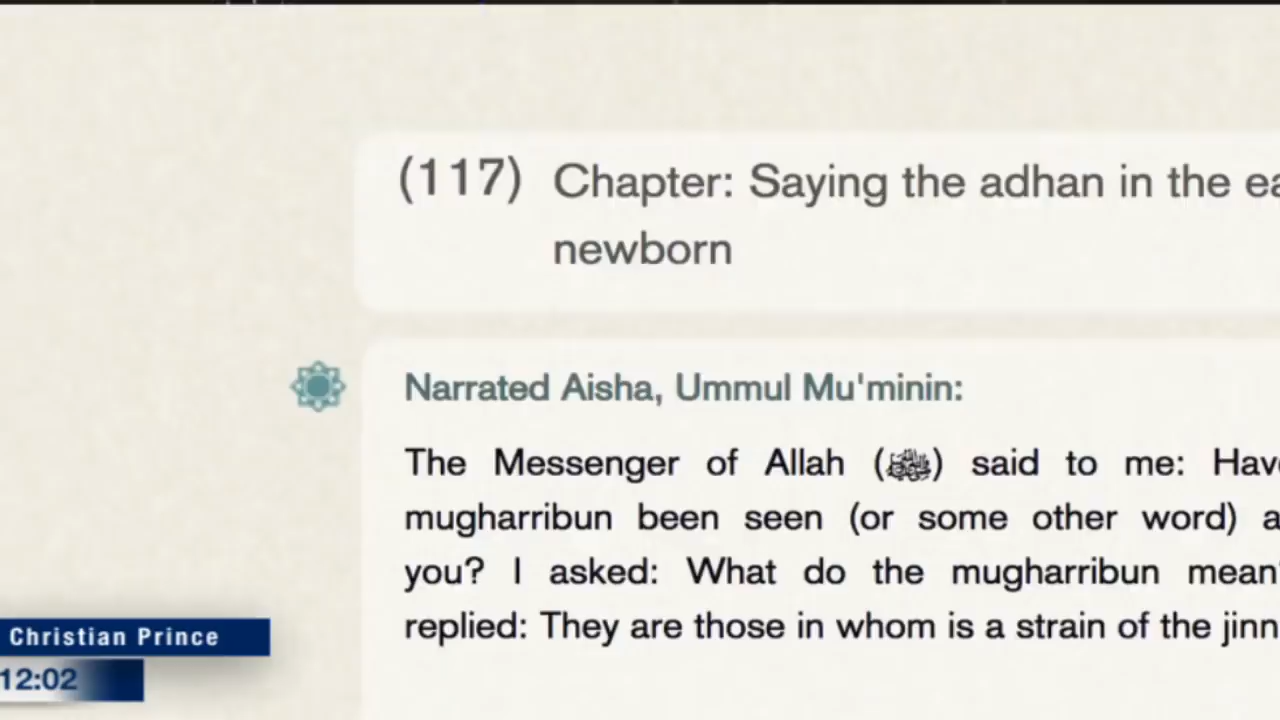 (117) Chapter: Saying the adhan in the
newborn
Narrated Aisha, Ummul Mu'minin:
The Messenger of Allah (ﷺ) said to me: Have
mugharribun been seen (or some other word)
you? I asked: What do the mugharribun mean?
replied: They are those in whom is a strain of the jinn
Christian Prince
12:02